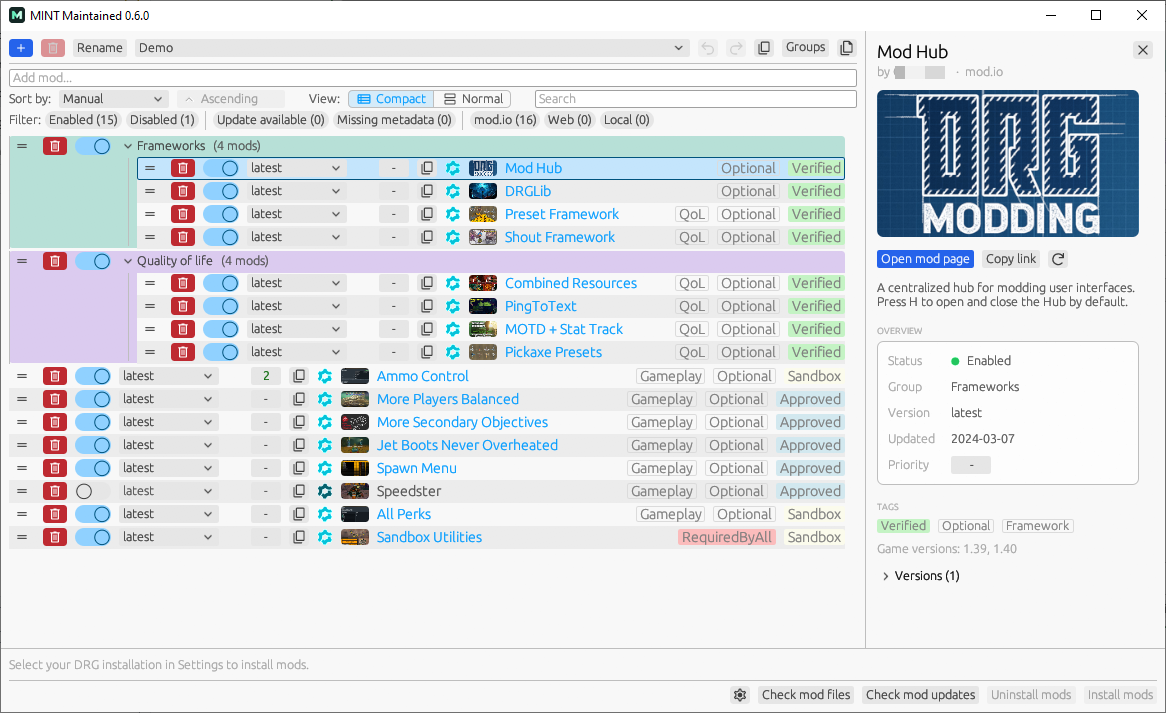 MINT Maintained 0.6.0
+ Rename Demo Groups
Add mod...
Sort by: Manual Ascending View: Compact Normal Search
Filter: Enabled (15) Disabled (1) Update available (0) Missing metadata (0) mod.io (16) Web (0) Local (0)
Frameworks (4 mods)
latest - Mod Hub Optional Verified
latest - DRGLib Optional Verified
latest - Preset Framework QoL Optional Verified
latest - Shout Framework QoL Optional Verified
Quality of life (4 mods)
latest - Combined Resources QoL Optional Verified
latest - PingToText QoL Optional Verified
latest - MOTD + Stat Track QoL Optional Verified
latest - Pickaxe Presets QoL Optional Verified
latest 2 Ammo Control Gameplay Optional Sandbox
latest - More Players Balanced Gameplay Optional Approved
latest - More Secondary Objectives Gameplay Optional Approved
latest - Jet Boots Never Overheated Gameplay Optional Approved
latest - Spawn Menu Gameplay Optional Approved
latest - Speedster Gameplay Optional Approved
latest - All Perks Gameplay Optional Sandbox
latest - Sandbox Utilities RequiredByAll Sandbox
Mod Hub
by · mod.io
DRG
MODDING
Open mod page Copy link
A centralized hub for modding user interfaces.
Press H to open and close the Hub by default.
OVERVIEW
Status Enabled
Group Frameworks
Version latest
Updated 2024-03-07
Priority -
TAGS
Verified Optional Framework
Game versions: 1.39, 1.40
Versions (1)
Select your DRG installation in Settings to install mods.
Check mod files Check mod updates Uninstall mods Install mods